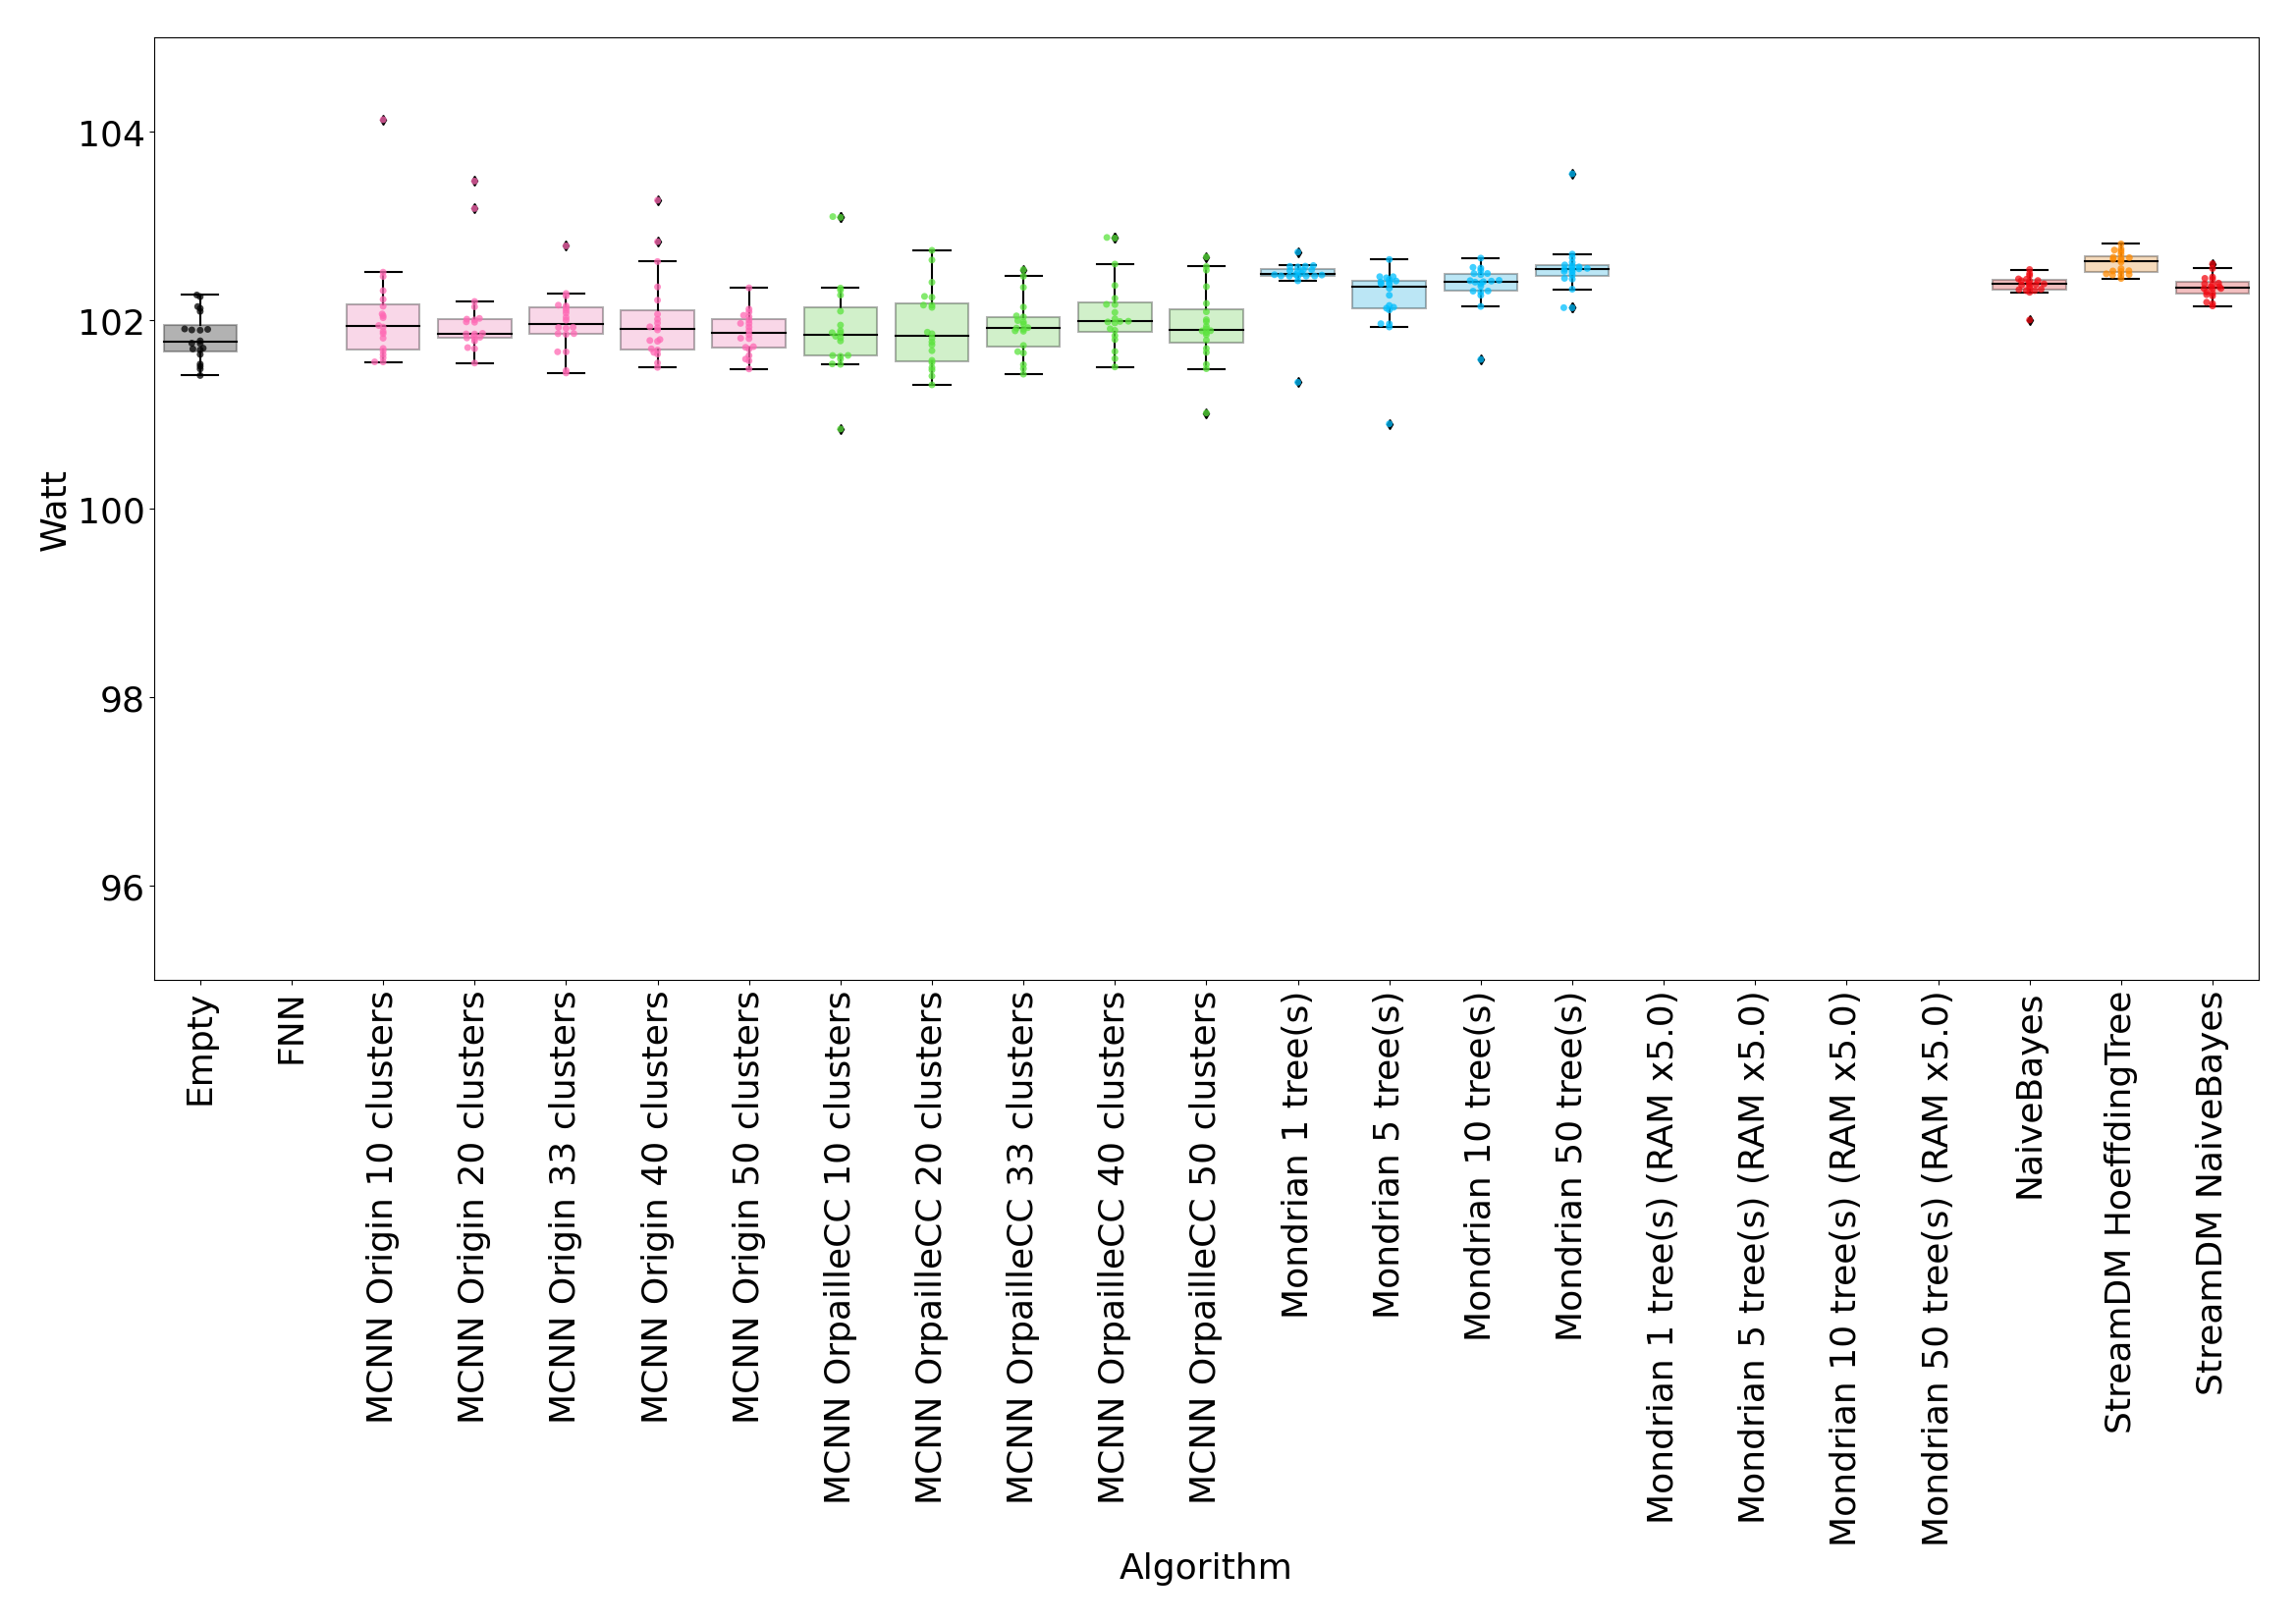 104
102
100
98
96
Watt
Empty
FNN
MCNN Origin 10 clusters
MCNN Origin 20 clusters
MCNN Origin 33 clusters
MCNN Origin 40 clusters
MCNN Origin 50 clusters
MCNN OrpailleCC 10 clusters
MCNN OrpailleCC 20 clusters
MCNN OrpailleCC 33 clusters
MCNN OrpailleCC 40 clusters
MCNN OrpailleCC 50 clusters
Mondrian 1 tree(s)
Mondrian 5 tree(s)
Mondrian 10 tree(s)
Mondrian 50 tree(s)
Mondrian 1 tree(s) (RAM x5.0)
Mondrian 5 tree(s) (RAM x5.0)
Mondrian 10 tree(s) (RAM x5.0)
Mondrian 50 tree(s) (RAM x5.0)
NaiveBayes
StreamDM HoeffdingTree
StreamDM NaiveBayes
Algorithm